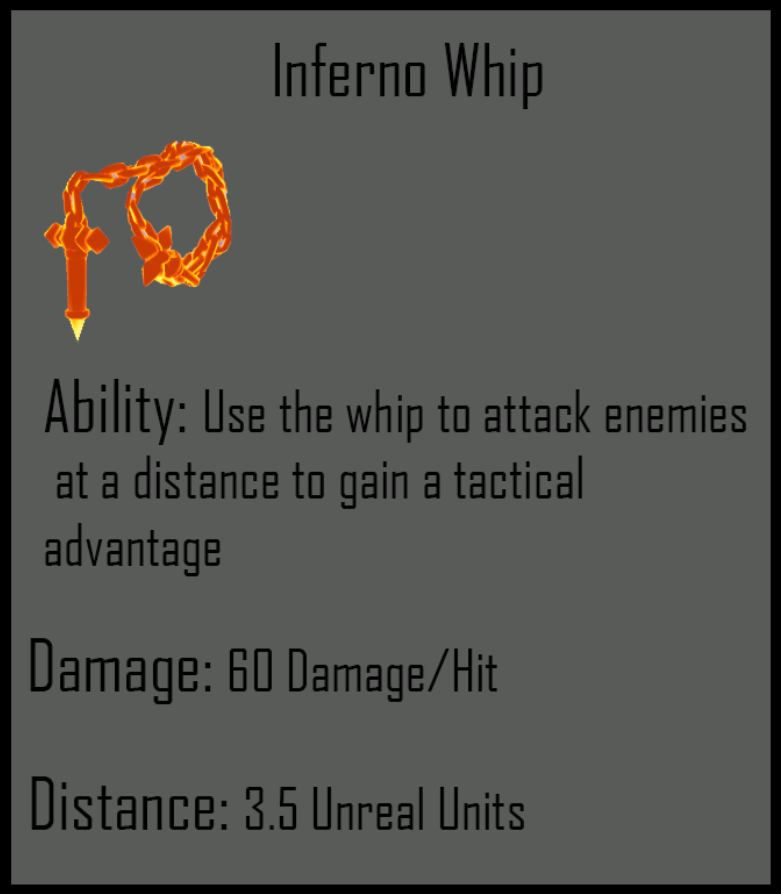 Inferno Whip
Ability: Use the whip to attack enemies
at a distance to gain a tactical
advantage
Damage: 60 Damage/Hit
Distance: 3.5 Unreal Units